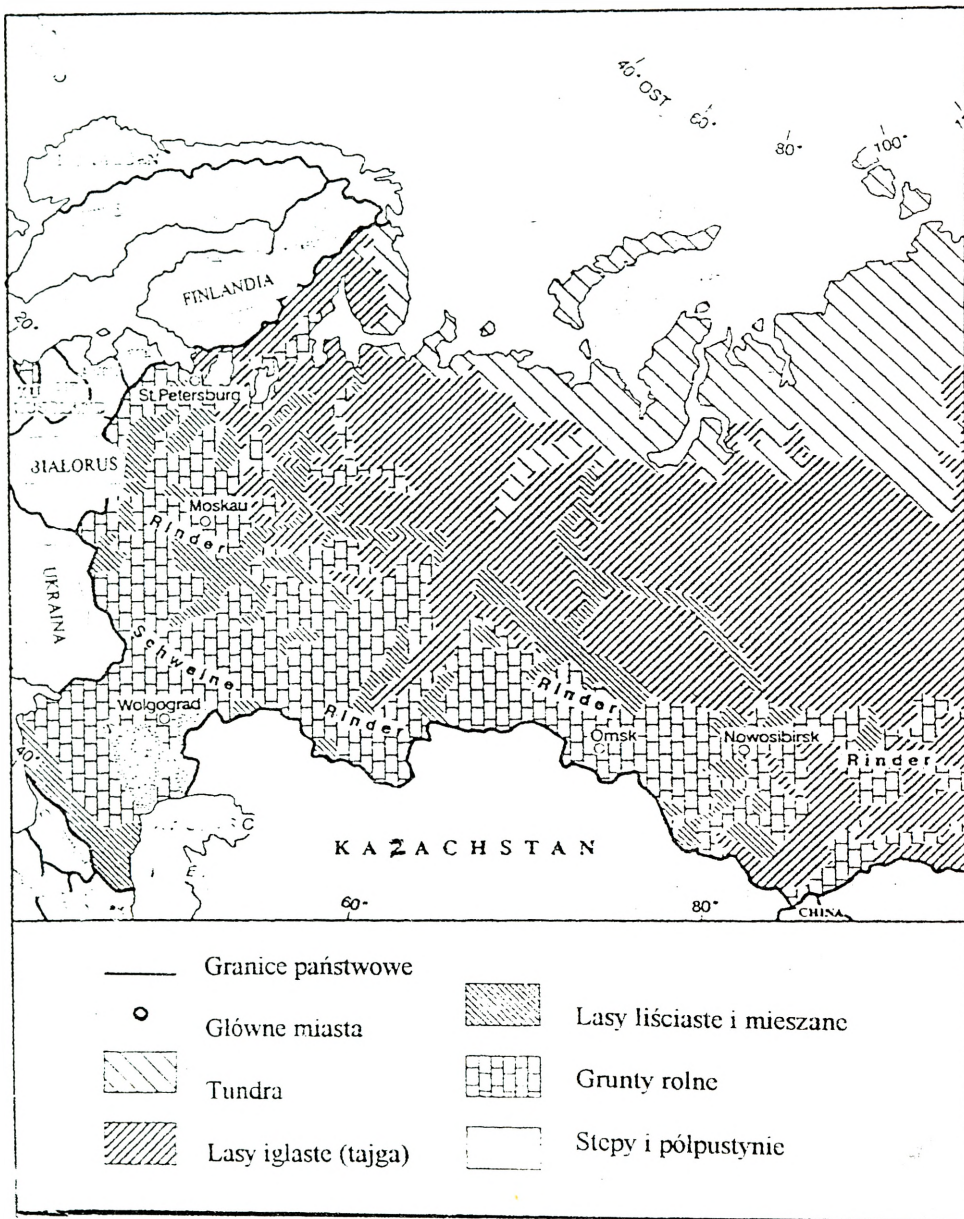 40° OST
60°
80°
100°
FINLANDIA
20°
St.Petersburg
BIAŁORUS
Moskau
Rinder
UKRAINA
Schweine
Wolgograd
Rinder
Rinder
Omsk
Nowosibirsk
Rinder
40°
KAZACHSTAN
60°
80°
CHINA
Granice państwowe
Główne miasta
Tundra
Lasy iglaste (tajga)
Lasy liściaste i mieszane
Grunty rolne
Stepy i półpustynie